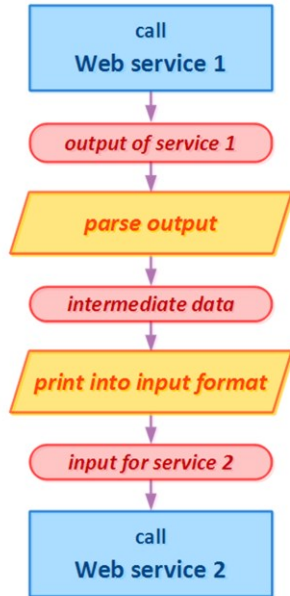 call
Web service 1
output of service 1
parse output
intermediate data
print into input format
input for service 2
call
Web service 2